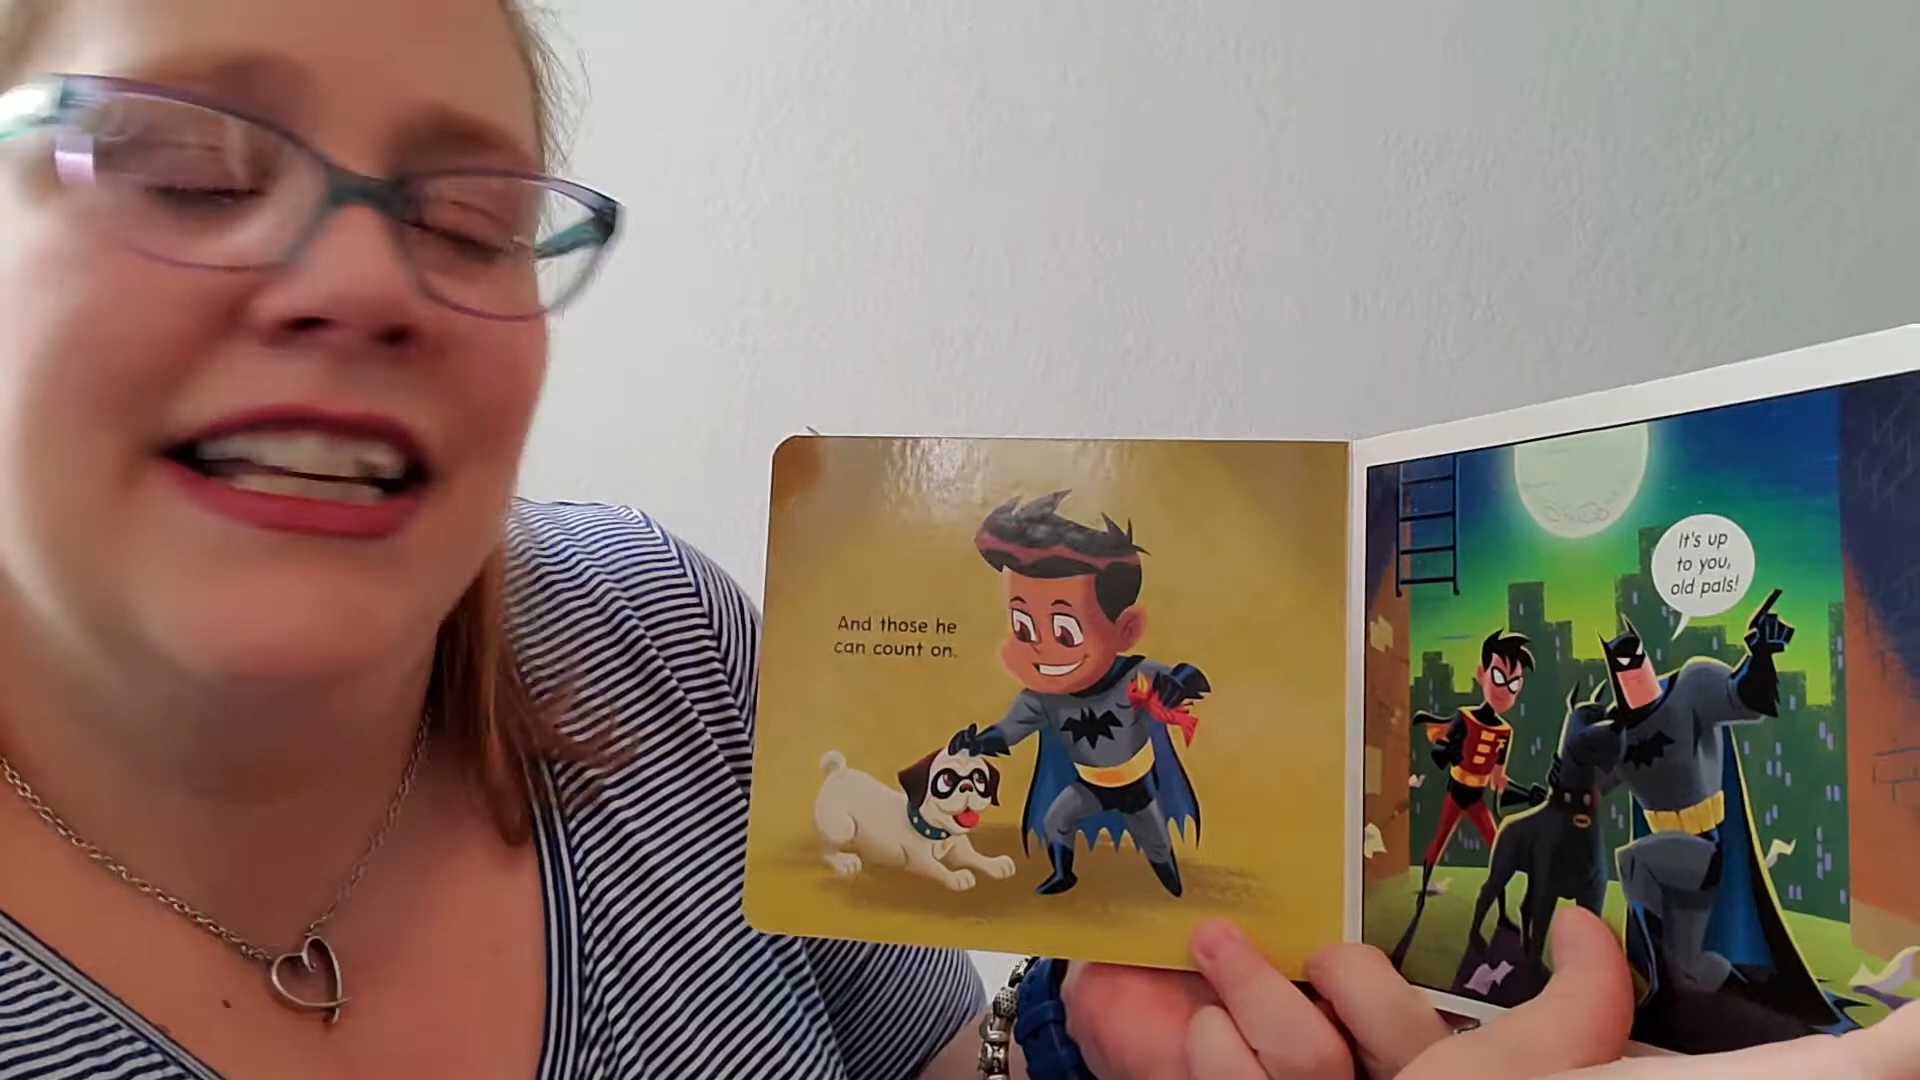 And those he
can count on.
It's up
to you,
old pals!